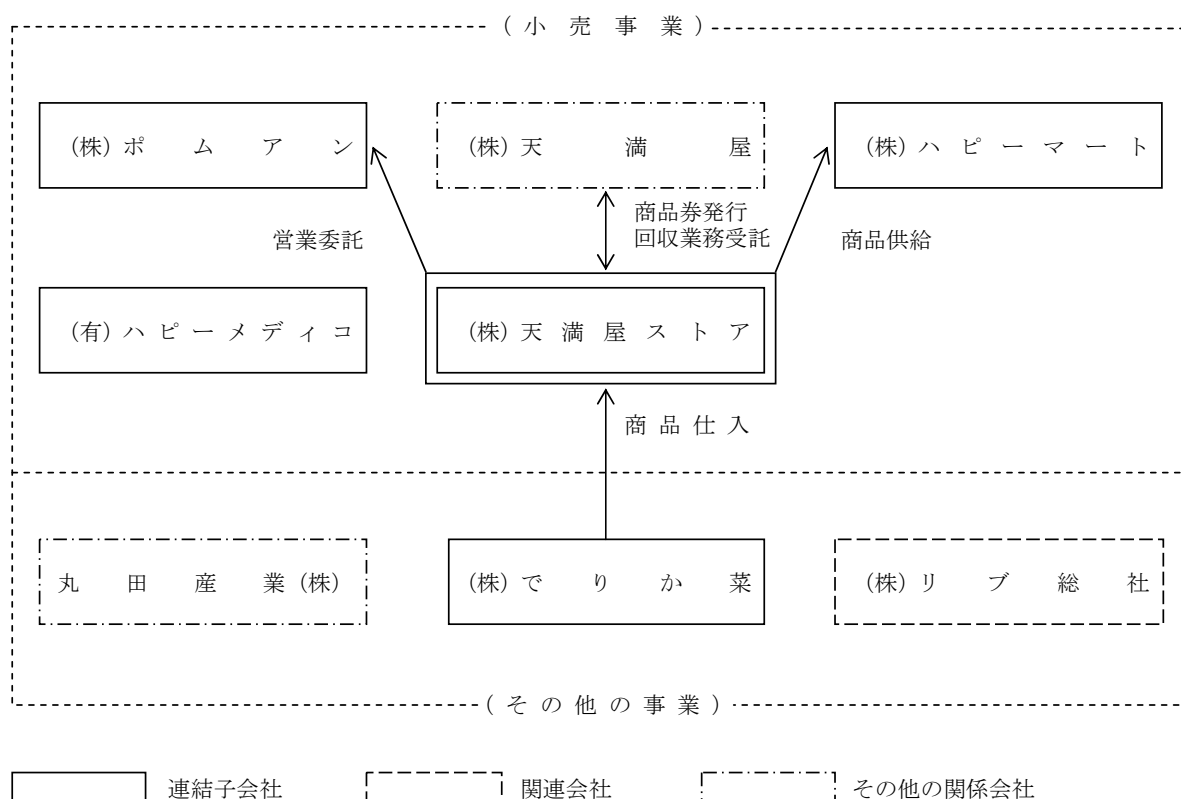 (小売事業)
(株)ポムアン
(株)天満屋
(株)ハピーマート
商品券発行
回収業務受託
営業委託
商品供給
(有)ハピーメディコ
(株)天満屋ストア
商品仕入
丸田産業(株)
(株)でりか菜
(株)リブ総社
(その他の事業)
連結子会社
関連会社
その他の関係会社